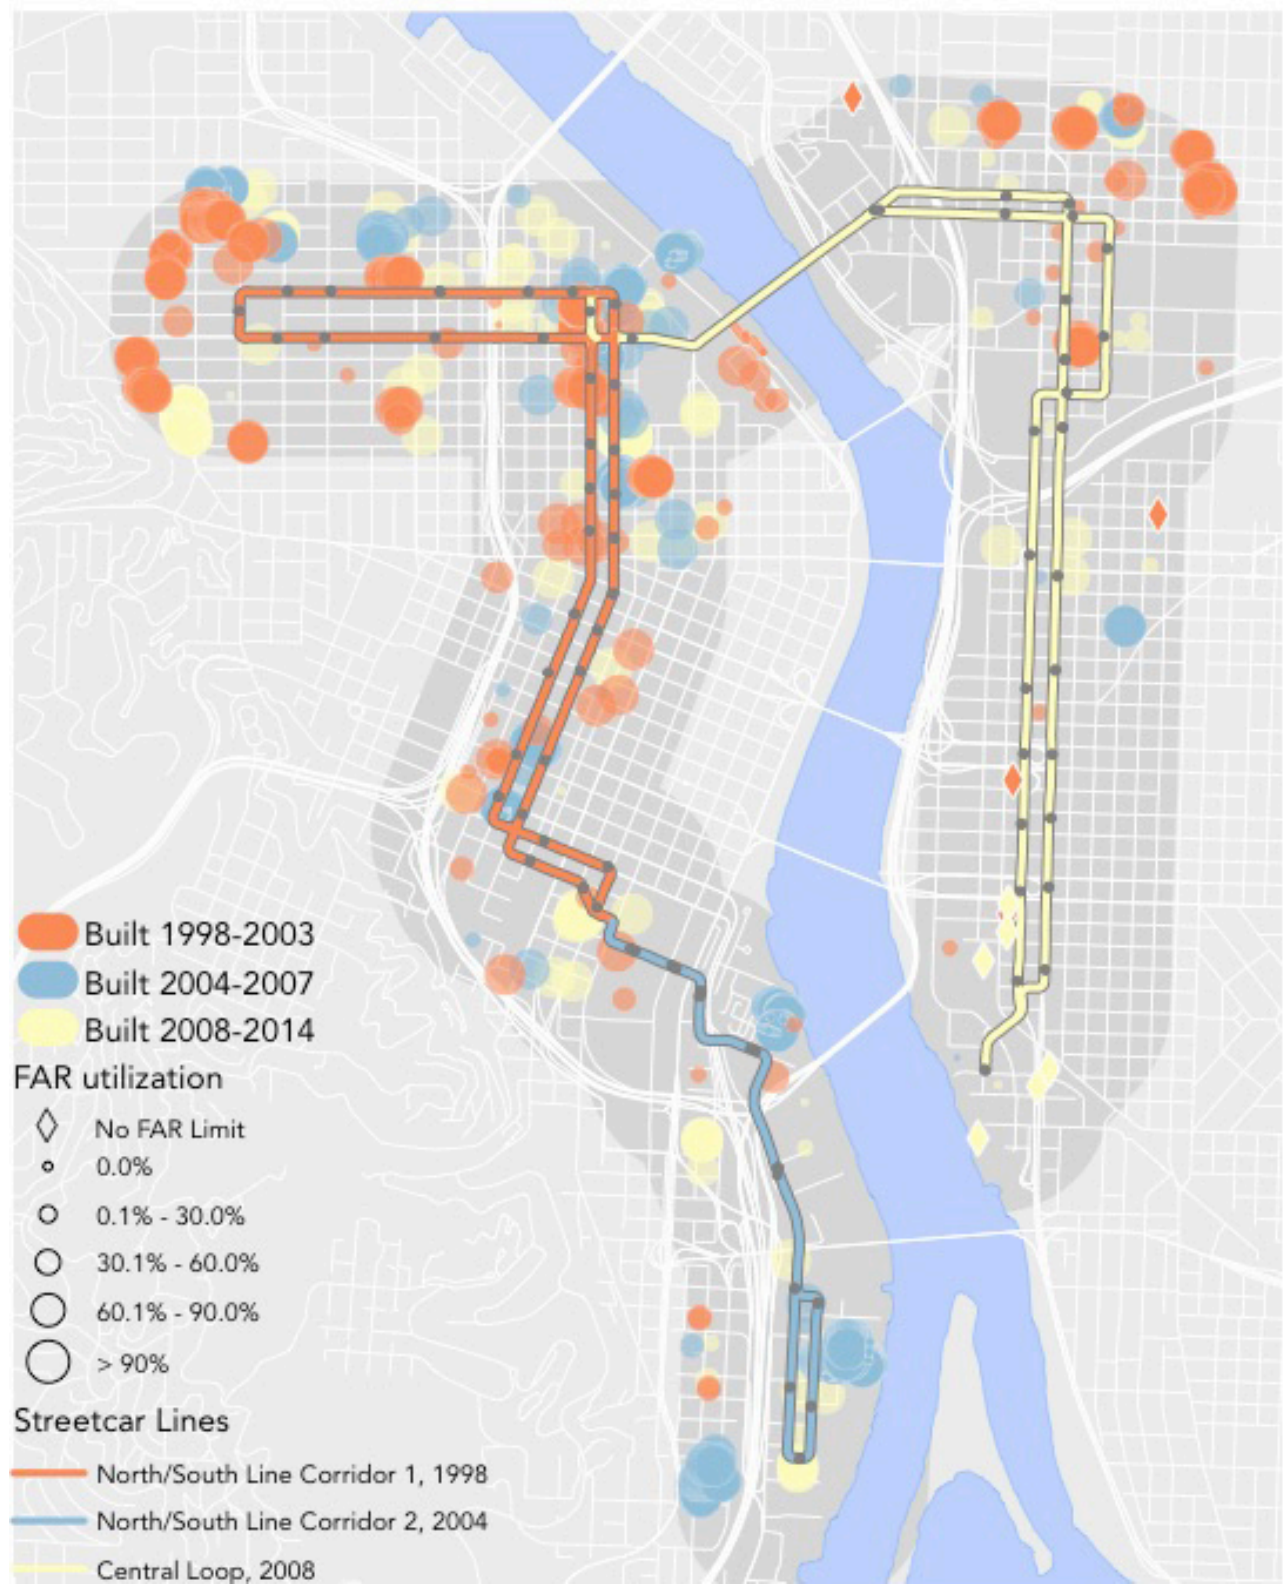 Built 1998-2003
Built 2004-2007
Built 2008-2014
FAR utilization
No FAR Limit
0.0%
0.1% - 30.0%
30.1% - 60.0%
60.1% - 90.0%
> 90%
Streetcar Lines
North/South Line Corridor 1, 1998
North/South Line Corridor 2, 2004
Central Loop, 2008